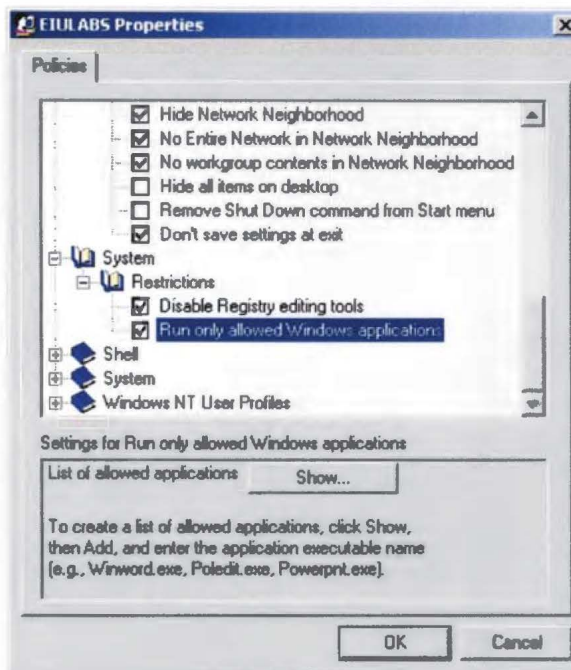 EIULABS Properties
Policies
Hide Network Neighborhood
No Entire Network in Network Neighborhood
No workgroup contents in Network Neighborhood
Hide all items on desktop
Remove Shut Down command from Start menu
Don't save settings at exit
System
Restrictions
Disable Registry editing tools
Run only allowed Windows applications
Shell
System
Windows NT User Profiles
Settings for Run only allowed Windows applications
List of allowed applications Show...
To create a list of allowed applications, click Show,
then Add, and enter the application executable name
(e.g., Winword.exe, Poledit.exe, Powerpnt.exe).
OK Cancel